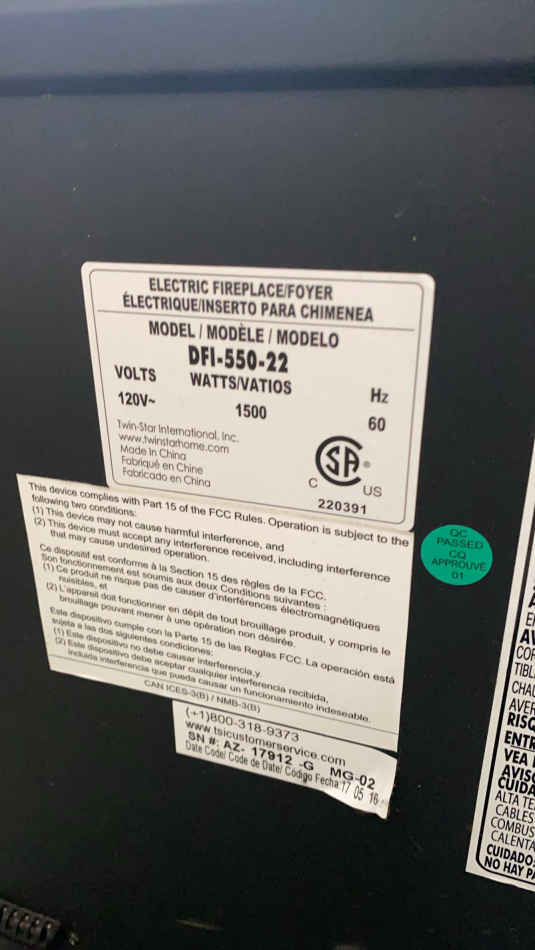 ELECTRIC FIREPLACE/FOYER
ÉLECTRIQUE/INSERTO PARA CHIMENEA
MODEL / MODÈLE / MODELO
DFI-550-22
VOLTS WATTS/VATIOS Hz
120V~ 1500 60
Twin-Star International, Inc.
www.twinstarhome.com
Made In China
Fabriqué en Chine
Fabricado en China
SA ®
C US
220391
This device complies with Part 15 of the FCC Rules. Operation is subject to the
following two conditions:
(1) This device may not cause harmful interference, and
(2) This device must accept any interference received, including interference
that may cause undesired operation.
Ce dispositif est conforme à la Section 15 des règles de la FCC.
Son fonctionnement est soumis aux deux Conditions suivantes :
(1) Ce produit ne risque pas de causer d'interférences électromagnétiques
nuisibles, et
(2) L'appareil doit fonctionner en dépit de tout brouillage produit, y compris le
brouillage pouvant mener à une opération non désirée.
Este dispositivo cumple con la Parte 15 de las Reglas FCC. La operación está
sujeta a las dos siguientes condiciones:
(1) Este dispositivo no debe causar interferencia,y
(2) Este dispositivo debe aceptar cualquier interferencia recibida,
incluida interferencia que pueda causar un funcionamiento indeseable.
CAN ICES-3(B) / NMB-3(B)
QC
PASSED
CQ
APPROUVÉ
01
(+1)800-318-9373
www.tsicustomerservice.com
SN #: AZ- 17912 -G MG-02
Date Code/ Code de Date/ Código Fecha:17 05 16
RISQ
ENTR
VEA
AVISO
CUIDA
ALTA TE
CABLES
COMBUS
CALENTA
CUIDADO:
NO HAY PA